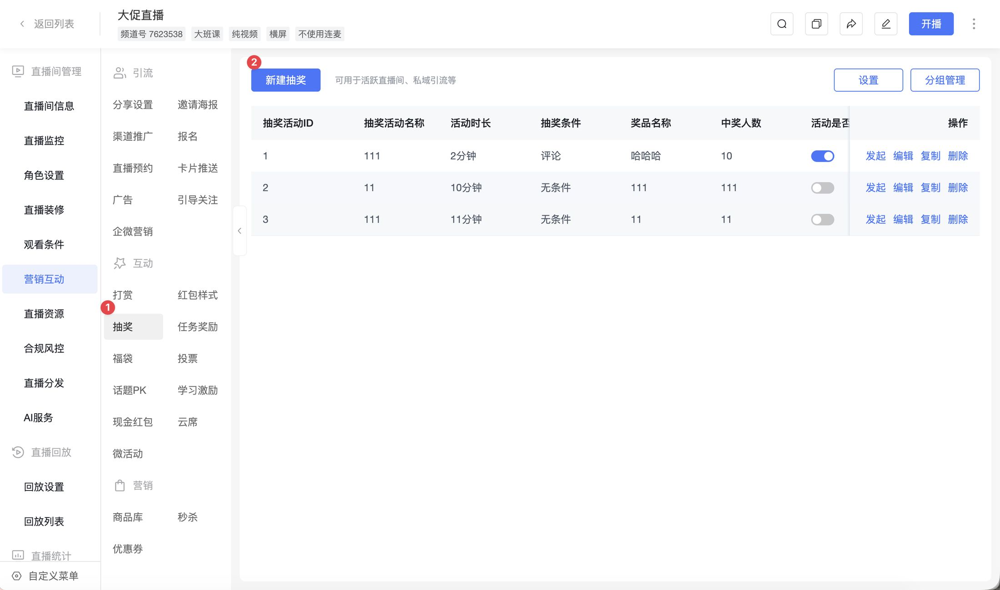 返回列表
大促直播
频道号 7623538 大班课 纯视频 横屏 不使用连麦
开播
直播间管理
直播间信息
直播监控
角色设置
直播装修
观看条件
营销互动
直播资源
合规风控
直播分发
AI服务
直播回放
回放设置
回放列表
直播统计
自定义菜单
引流
分享设置 邀请海报
渠道推广 报名
直播预约 卡片推送
广告 引导关注
企微营销
互动
打赏 红包样式
1
抽奖 任务奖励
福袋 投票
话题PK 学习激励
现金红包 云席
微活动
营销
商品库 秒杀
优惠券
2
新建抽奖 可用于活跃直播间、私域引流等 设置 分组管理
抽奖活动ID 抽奖活动名称 活动时长 抽奖条件 奖品名称 中奖人数 活动是否 操作
1 111 2分钟 评论 哈哈哈 10 发起 编辑 复制 删除
2 11 10分钟 无条件 111 111 发起 编辑 复制 删除
3 111 11分钟 无条件 11 11 发起 编辑 复制 删除